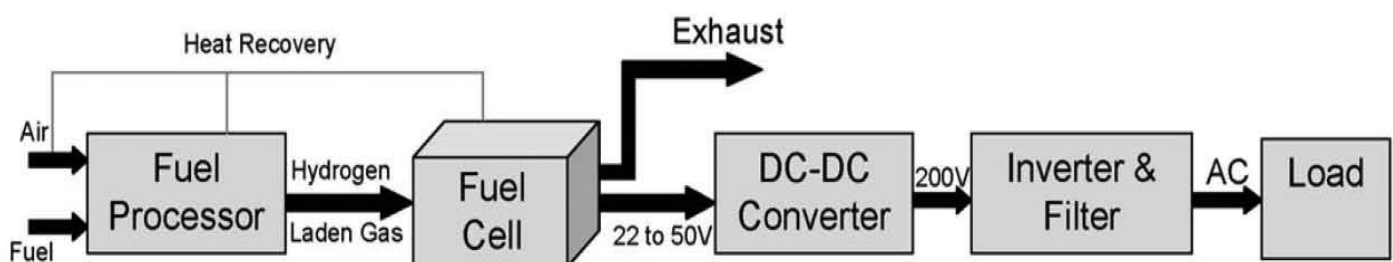 Heat Recovery
Exhaust
Air
Fuel
Fuel
Processor
Hydrogen
Laden Gas
Fuel
Cell
22 to 50V
DC-DC
Converter
200V
Inverter &
Filter
AC
Load